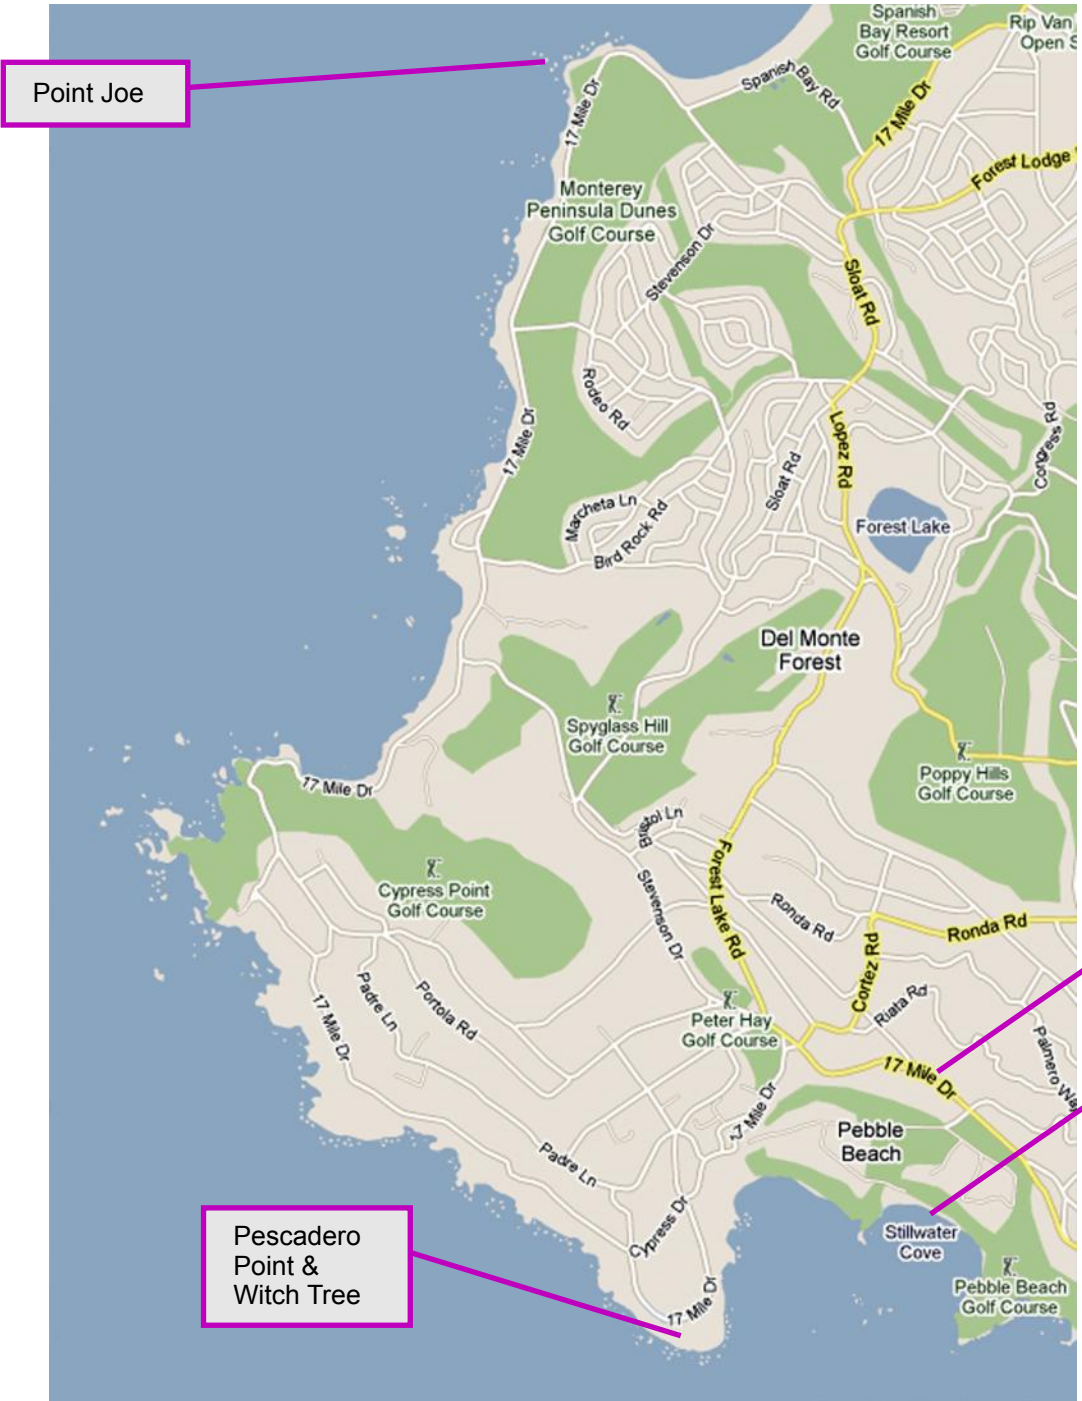 Spanish
Bay Resort
Golf Course
Rip Van
Open S
Point Joe
17 Mile Dr
Spanish Bay Rd
17 Mile Dr
Forest Lodge
Monterey
Peninsula Dunes
Golf Course
Stevenson Dr
Sloat Rd
Rodeo Rd
17 Mile Dr
Lopez Rd
Congress Rd
Sloat Rd
Marcheta Ln
Bird Rock Rd
Forest Lake
Del Monte
Forest
Spyglass Hill
Golf Course
Poppy Hills
Golf Course
17 Mile Dr
Bristol Ln
Forest Lake Rd
Cypress Point
Golf Course
Stevenson Dr
Ronda Rd
Ronda Rd
Cortez Rd
Padre Ln
Portola Rd
17 Mile Dr
Riata Rd
Peter Hay
Golf Course
Palmero Way
17 Mile Dr
17 Mile Dr
Pebble
Beach
Padre Ln
Cypress Dr
Stillwater
Cove
Pescadero
Point &
Witch Tree
17 Mile Dr
Pebble Beach
Golf Course